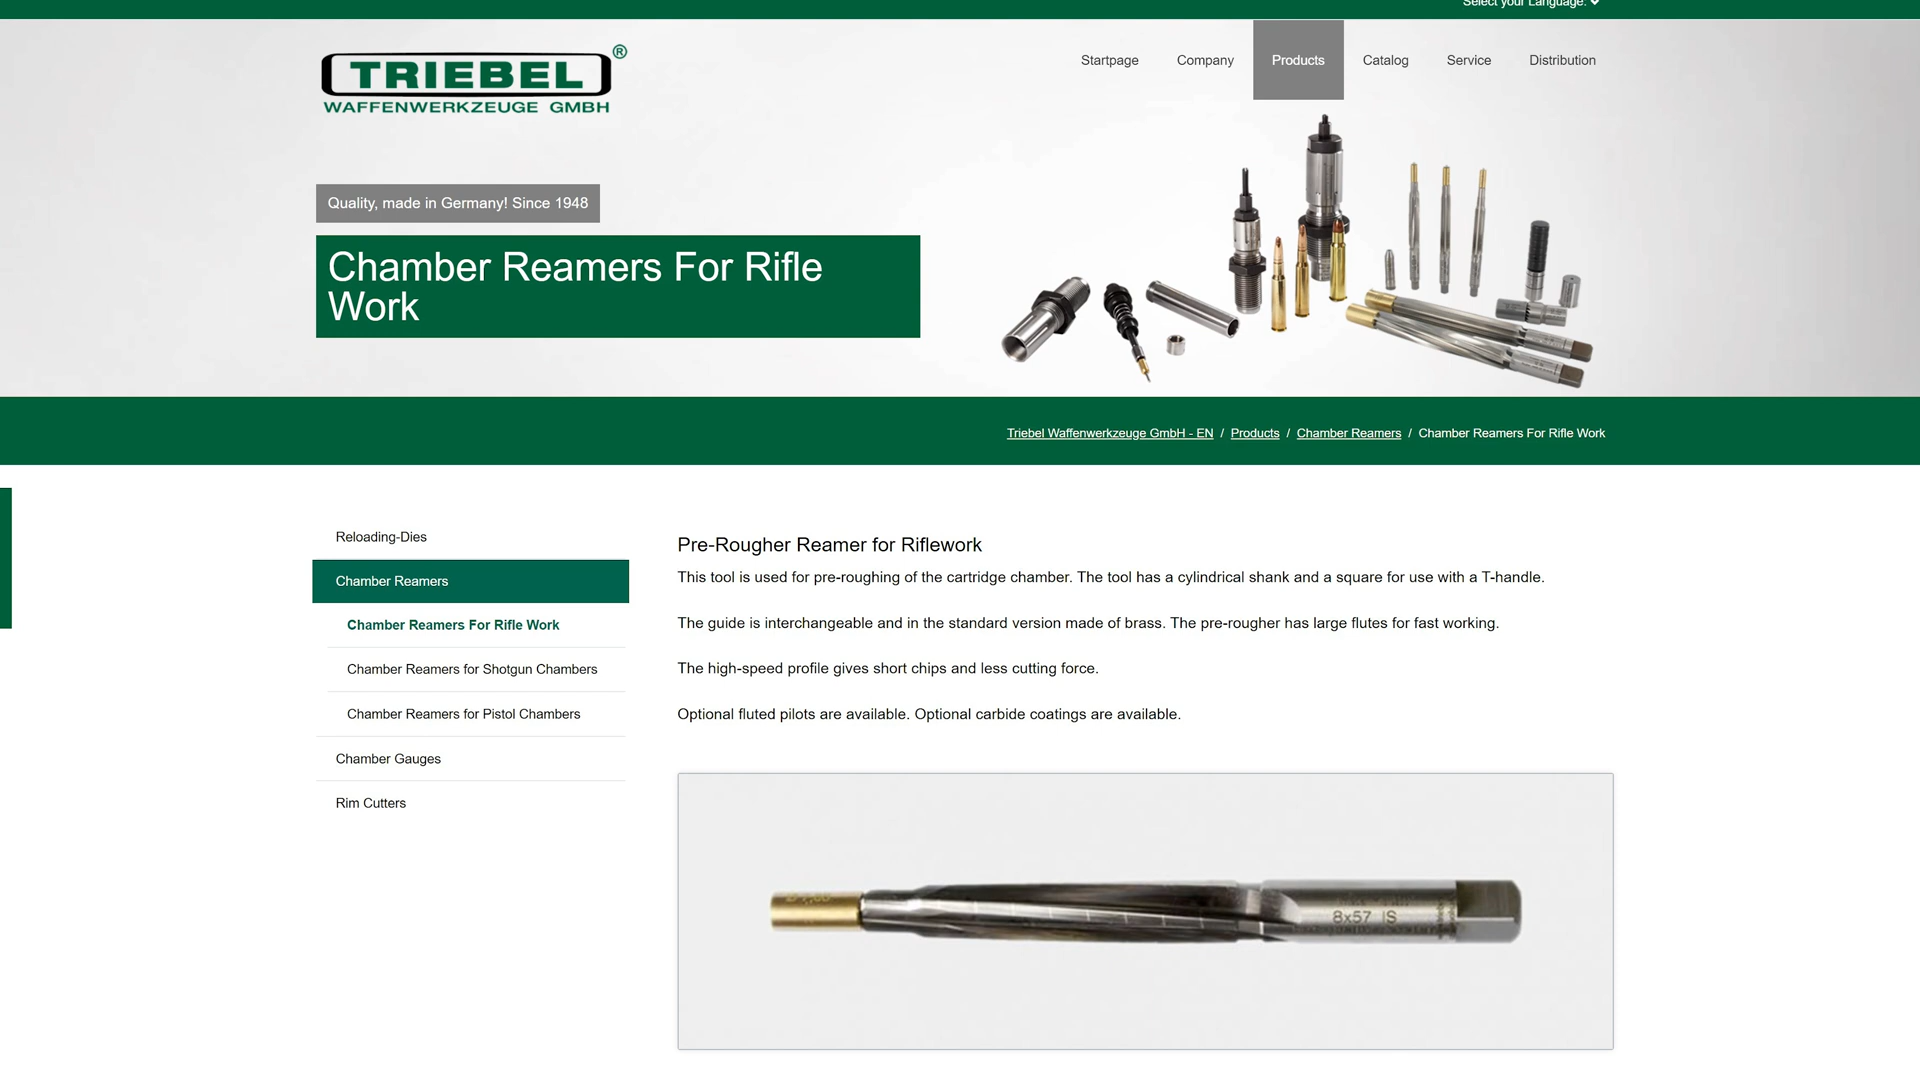 Select your Language:
TRIEBEL®
WAFFENWERKZEUGE GMBH
Startpage
Company
Products
Catalog
Service
Distribution
Quality, made in Germany! Since 1948
Chamber Reamers For Rifle
Work
Triebel Waffenwerkzeuge GmbH - EN / Products / Chamber Reamers / Chamber Reamers For Rifle Work
Reloading-Dies
Chamber Reamers
Chamber Reamers For Rifle Work
Chamber Reamers for Shotgun Chambers
Chamber Reamers for Pistol Chambers
Chamber Gauges
Rim Cutters
Pre-Rougher Reamer for Riflework
This tool is used for pre-roughing of the cartridge chamber. The tool has a cylindrical shank and a square for use with a T-handle.
The guide is interchangeable and in the standard version made of brass. The pre-rougher has large flutes for fast working.
The high-speed profile gives short chips and less cutting force.
Optional fluted pilots are available. Optional carbide coatings are available.
8x57 IS